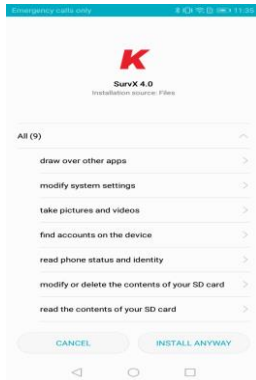 Emergency calls only
11:35
K
SurvX 4.0
Installation source: Files
All (9)
draw over other apps
modify system settings
take pictures and videos
find accounts on the device
read phone status and identity
modify or delete the contents of your SD card
read the contents of your SD card
CANCEL INSTALL ANYWAY